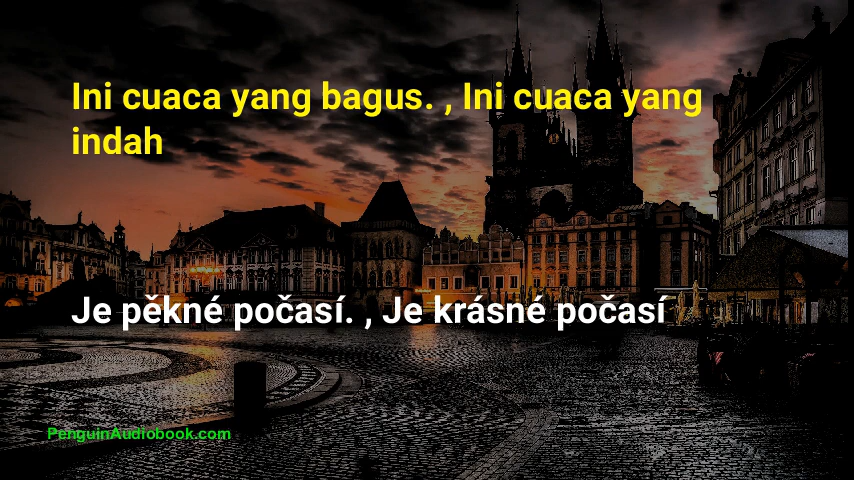 Ini cuaca yang bagus. , Ini cuaca yang
indah
Je pěkné počasí. , Je krásné počasí
PenguinAudiobook.com